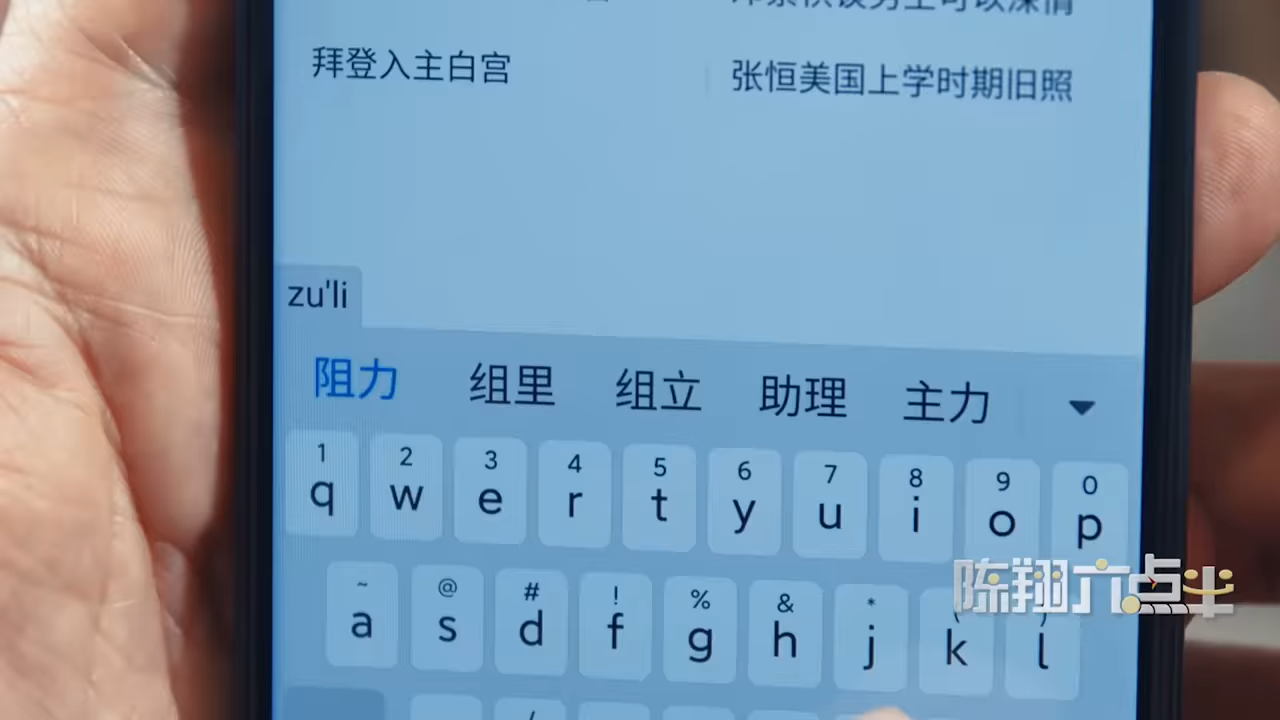 拜登入主白宫
张恒美国上学时期旧照
zu'li
阻力 组里 组立 助理 主力
1 2 3 4 5 6 7 8 9 0
q w e r t y u i o p
~ @ # ! % & * ( )
a s d f g h j k l
陈翔六点半